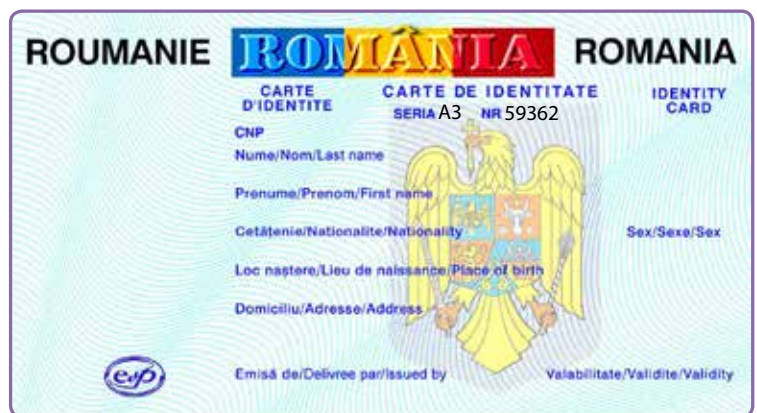 ROUMANIE ROMÂNIA ROMANIA
CARTE D'IDENTITE
CARTE DE IDENTITATE
IDENTITY CARD
SERIA A3 NR 59362
CNP
Nume/Nom/Last name
Prenume/Prenom/First name
Cetăţenie/Nationalite/Nationality
Sex/Sexe/Sex
Loc naştere/Lieu de naissance/Place of birth
Domiciliu/Adresse/Address
Emisă de/Delivree par/Issued by
Valabilitate/Validite/Validity